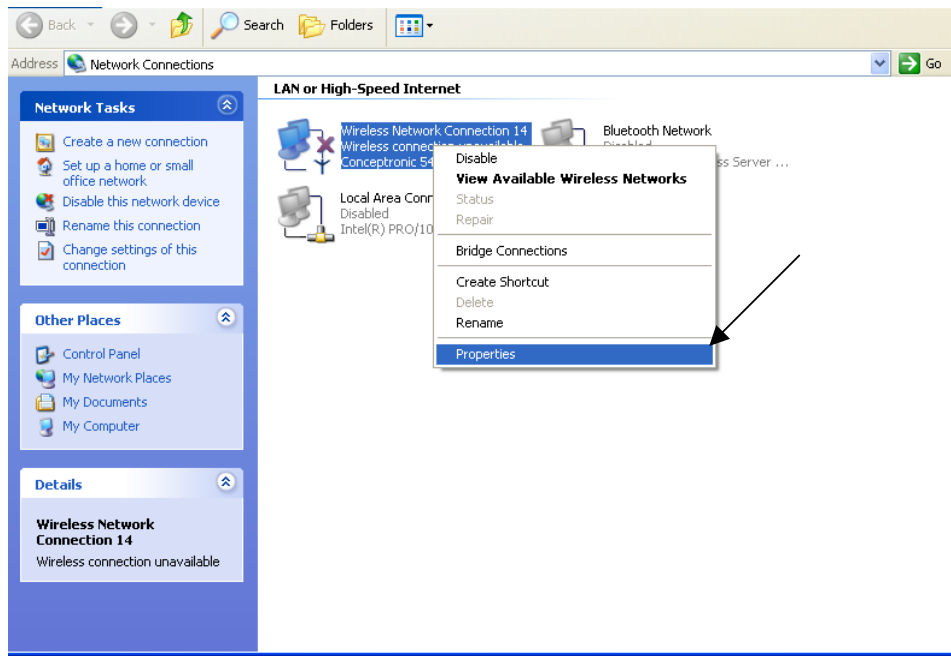 Back Search Folders
Address Network Connections Go
Network Tasks
Create a new connection
Set up a home or small
office network
Disable this network device
Rename this connection
Change settings of this
connection
Other Places
Control Panel
My Network Places
My Documents
My Computer
Details
Wireless Network
Connection 14
Wireless connection unavailable
LAN or High-Speed Internet
Wireless Network Connection 14
Wireless connection unavailable
Conceptronic 54
Bluetooth Network
Disabled
ss Server ...
Local Area Conn
Disabled
Intel(R) PRO/10
Disable
View Available Wireless Networks
Status
Repair
Bridge Connections
Create Shortcut
Delete
Rename
Properties